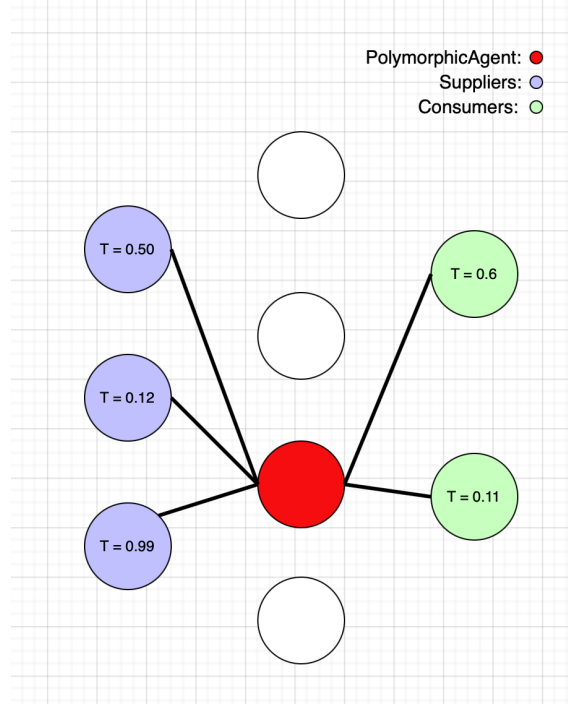 PolymorphicAgent:
Suppliers:
Consumers:
T = 0.50
T = 0.6
T = 0.12
T = 0.11
T = 0.99